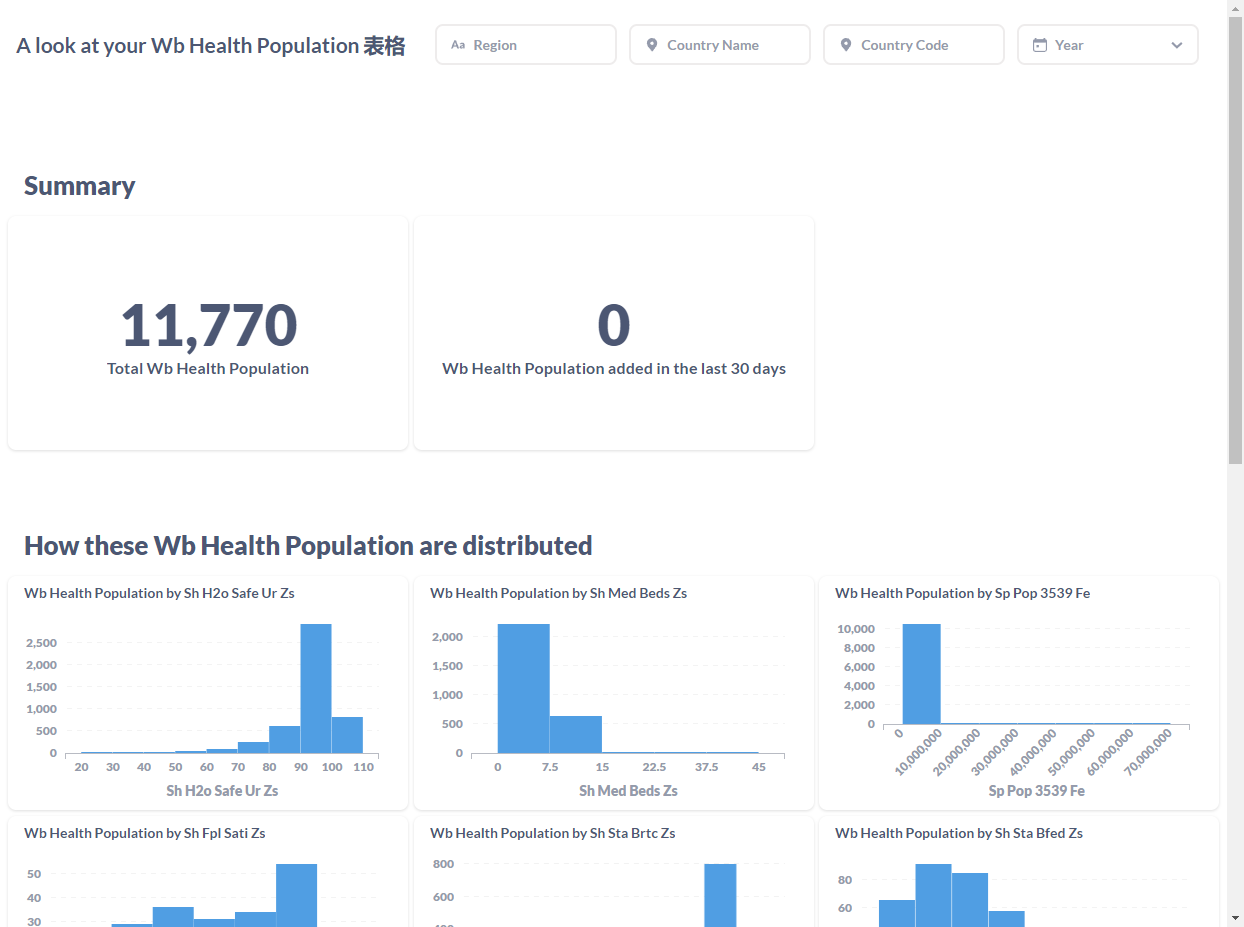 A look at your Wb Health Population 表格
Aa Region
Country Name
Country Code
Year
Summary
11,770
Total Wb Health Population
0
Wb Health Population added in the last 30 days
How these Wb Health Population are distributed
Wb Health Population by Sh H2o Safe Ur Zs
2,500
2,000
1,500
1,000
500
0
20 30 40 50 60 70 80 90 100 110
Sh H2o Safe Ur Zs
Wb Health Population by Sh Med Beds Zs
2,000
1,500
1,000
500
0
0 7.5 15 22.5 37.5 45
Sh Med Beds Zs
Wb Health Population by Sp Pop 3539 Fe
10,000
8,000
6,000
4,000
2,000
0
0 10,000,000 20,000,000 30,000,000 40,000,000 50,000,000 60,000,000 70,000,000
Sp Pop 3539 Fe
Wb Health Population by Sh Fpl Sati Zs
50
40
30
Wb Health Population by Sh Sta Brtc Zs
800
600
400
Wb Health Population by Sh Sta Bfed Zs
80
60